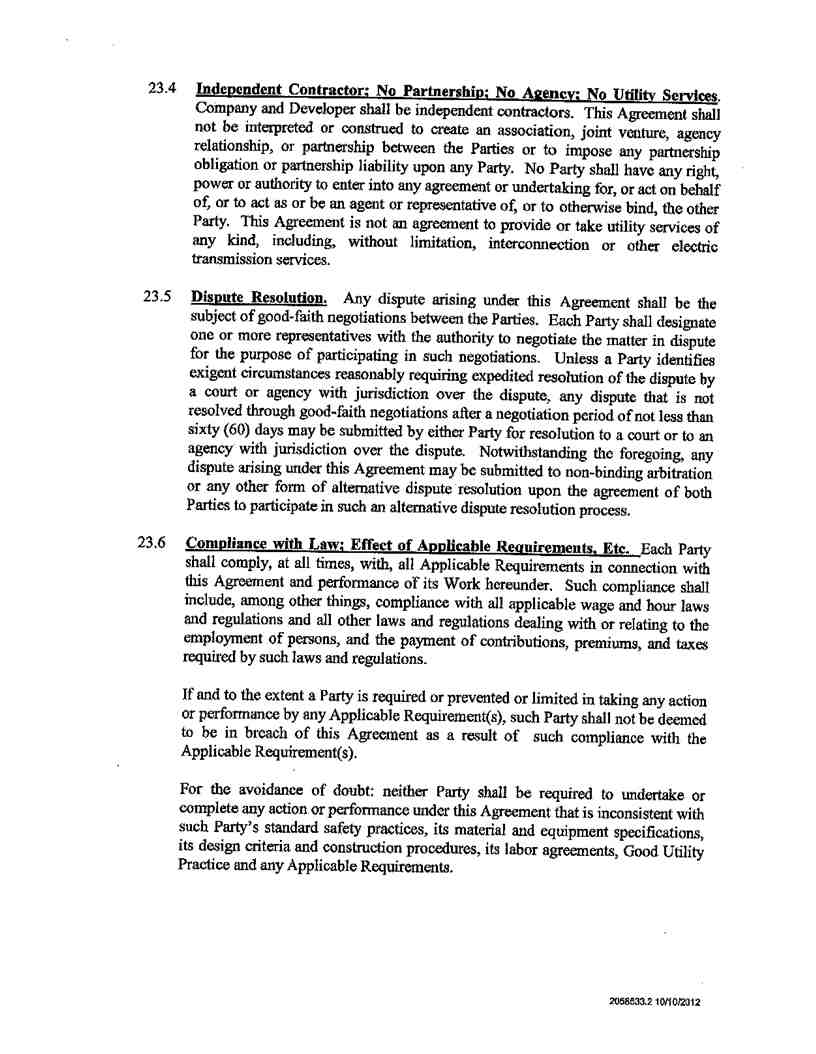 23.4 Independent Contractor; No Partnership; No Agency; No Utility Services.
Company and Developer shall be independent contractors. This Agreement shall
not be interpreted or construed to create an association, joint venture, agency
relationship, or partnership between the Parties or to impose any partnership
obligation or partnership liability upon any Party. No Party shall have any right,
power or authority to enter into any agreement or undertaking for, or act on behalf
of, or to act as or be an agent or representative of, or to otherwise bind, the other
Party. This Agreement is not an agreement to provide or take utility services of
any kind, including, without limitation, interconnection or other electric
transmission services.
23.5 Dispute Resolution. Any dispute arising under this Agreement shall be the
subject of good-faith negotiations between the Parties. Each Party shall designate
one or more representatives with the authority to negotiate the matter in dispute
for the purpose of participating in such negotiations. Unless a Party identifies
exigent circumstances reasonably requiring expedited resolution of the dispute by
a court or agency with jurisdiction over the dispute, any dispute that is not
resolved through good-faith negotiations after a negotiation period of not less than
sixty (60) days may be submitted by either Party for resolution to a court or to an
agency with jurisdiction over the dispute. Notwithstanding the foregoing, any
dispute arising under this Agreement may be submitted to non-binding arbitration
or any other form of alternative dispute resolution upon the agreement of both
Parties to participate in such an alternative dispute resolution process.
23.6 Compliance with Law; Effect of Applicable Requirements, Etc. Each Party
shall comply, at all times, with, all Applicable Requirements in connection with
this Agreement and performance of its Work hereunder. Such compliance shall
include, among other things, compliance with all applicable wage and hour laws
and regulations and all other laws and regulations dealing with or relating to the
employment of persons, and the payment of contributions, premiums, and taxes
required by such laws and regulations.
If and to the extent a Party is required or prevented or limited in taking any action
or performance by any Applicable Requirement(s), such Party shall not be deemed
to be in breach of this Agreement as a result of such compliance with the
Applicable Requirement(s).
For the avoidance of doubt: neither Party shall be required to undertake or
complete any action or performance under this Agreement that is inconsistent with
such Party's standard safety practices, its material and equipment specifications,
its design criteria and construction procedures, its labor agreements, Good Utility
Practice and any Applicable Requirements.
2058533.2 10/10/2012